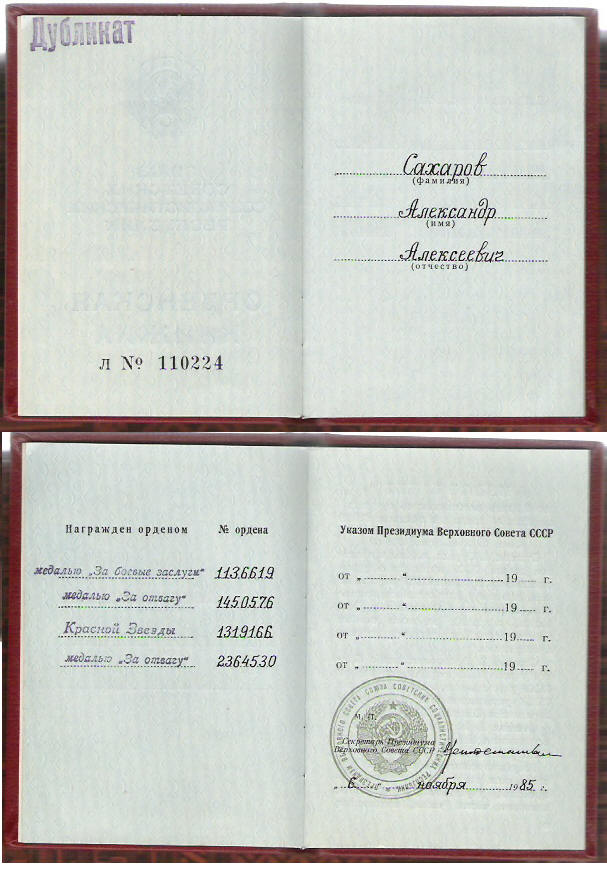 Дубликат
Л № 110224
Сахаров
(фамилия)
Александр
(имя)
Алексеевич
(отчество)
Награжден орденом № ордена
медалью „За боевые заслуги“ 1136619
медалью „За отвагу“ 1450576
Красной Звезды 1319166
медалью „За отвагу“ 2364530
Указом Президиума Верховного Совета СССР
от „ “ 19 г.
от „ “ 19 г.
от „ “ 19 г.
от „ “ 19 г.
М. П.
Секретарь Президиума
Верховного Совета СССР
„6“ ноября 1985 г.